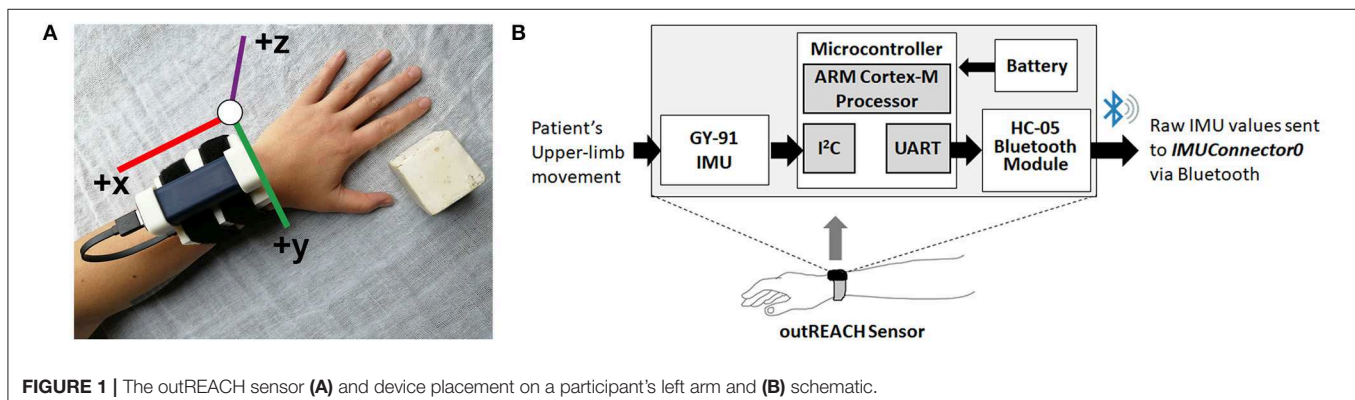 A
+z
+x
+y
B
Microcontroller
ARM Cortex-M
Processor
Battery
Patient's
Upper-limb
movement
GY-91
IMU
I²C
UART
HC-05
Bluetooth
Module
Raw IMU values sent
to IMUConnector0
via Bluetooth
outREACH Sensor
FIGURE 1 | The outREACH sensor (A) and device placement on a participant's left arm and (B) schematic.